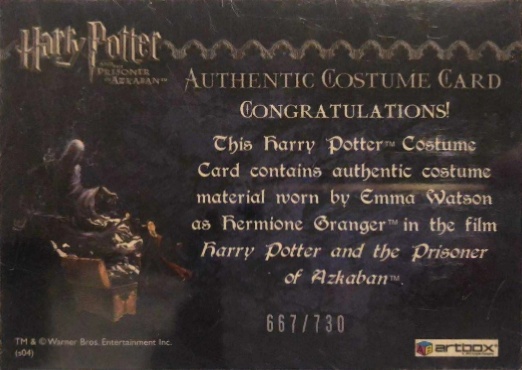 Harry Potter
AND THE
PRISONER
OF AZKABAN™
AUTHENTIC COSTUME CARD
CONGRATULATIONS!
This Harry Potter™ Costume
Card contains authentic costume
material worn by Emma Watson
as Hermione Granger™ in the film
Harry Potter and the Prisoner
of Azkaban™.
667/730
TM & © Warner Bros. Entertainment Inc.
(s04)
artbox